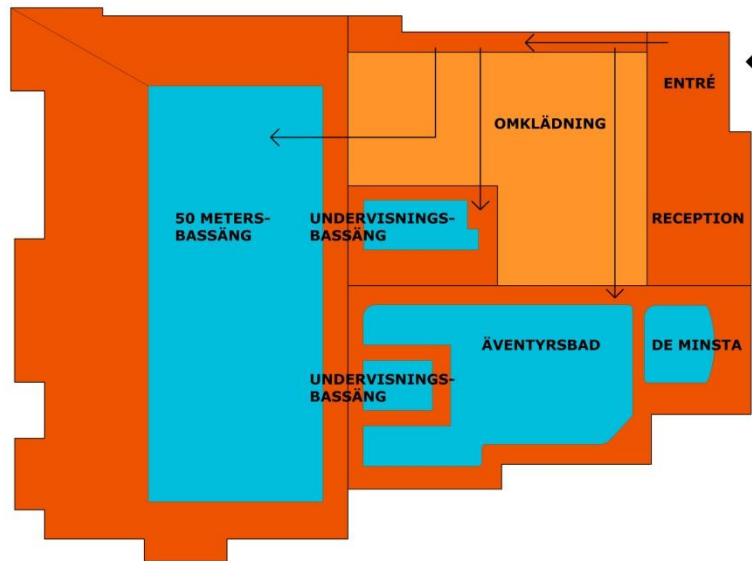 ENTRÉ
OMKLÄDNING
50 METERS-
BASSÄNG
UNDERVISNINGS-
BASSÄNG
RECEPTION
ÄVENTYRSBAD
DE MINSTA
UNDERVISNINGS-
BASSÄNG